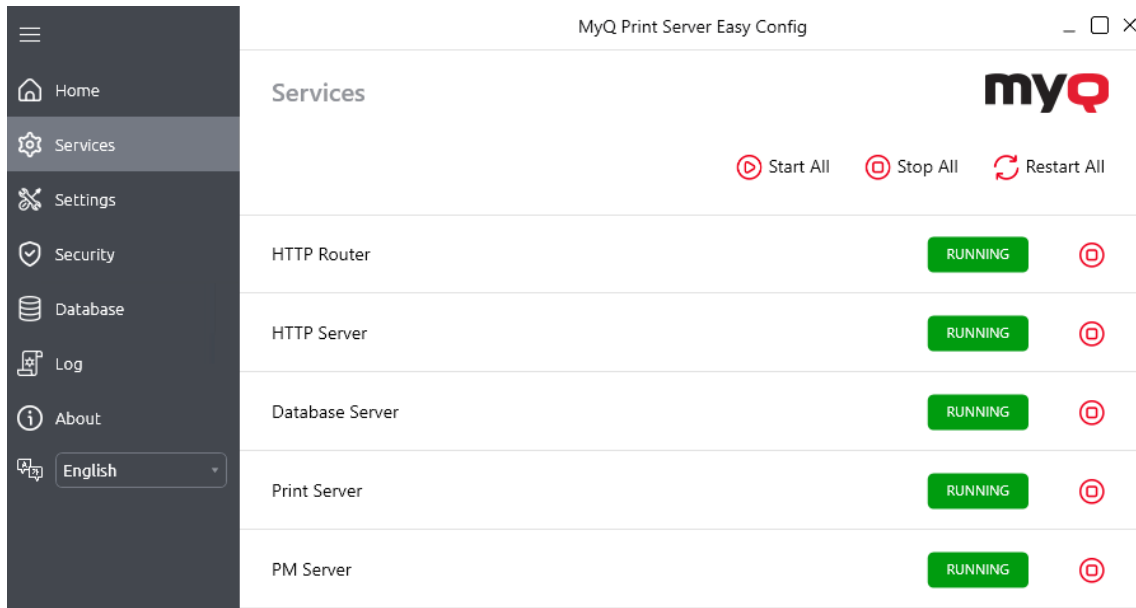 MyQ Print Server Easy Config
Home
Services
Settings
Security
Database
Log
About
English
Services
myQ
Start All
Stop All
Restart All
HTTP Router
RUNNING
HTTP Server
RUNNING
Database Server
RUNNING
Print Server
RUNNING
PM Server
RUNNING